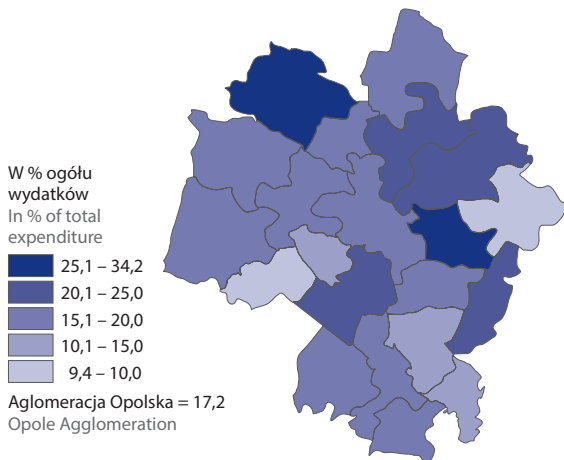 W % ogółu
wydatków
In % of total
expenditure
25,1 – 34,2
20,1 – 25,0
15,1 – 20,0
10,1 – 15,0
9,4 – 10,0
Aglomeracja Opolska = 17,2
Opole Agglomeration